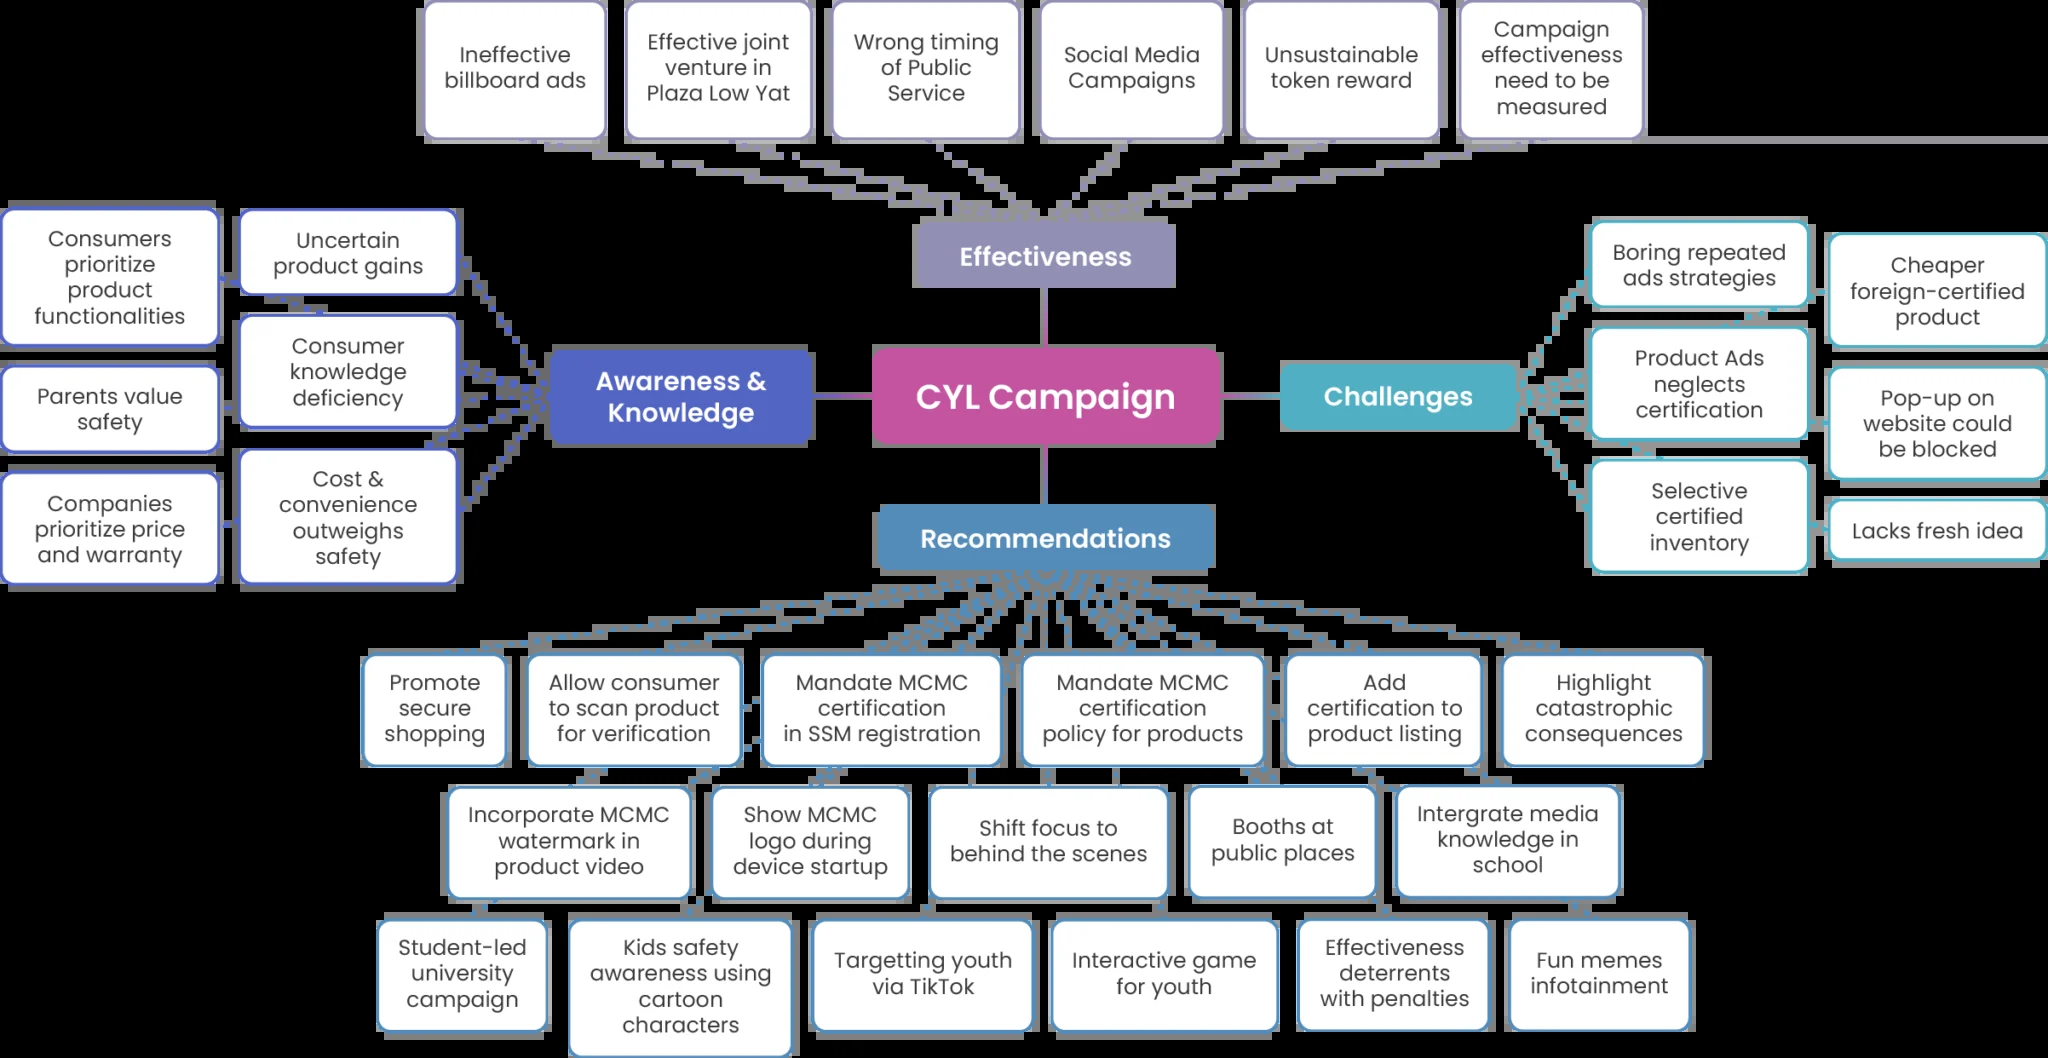 Ineffective
billboard ads
Effective joint
venture in
Plaza Low Yat
Wrong timing
of Public
Service
Social Media
Campaigns
Unsustainable
token reward
Campaign
effectiveness
need to be
measured
Effectiveness
Consumers
prioritize
product
functionalities
Uncertain
product gains
Consumer
knowledge
deficiency
Parents value
safety
Companies
prioritize price
and warranty
Cost &
convenience
outweighs
safety
Awareness &
Knowledge
CYL Campaign
Challenges
Boring repeated
ads strategies
Cheaper
foreign-certified
product
Product Ads
neglects
certification
Pop-up on
website could
be blocked
Selective
certified
inventory
Lacks fresh idea
Recommendations
Promote
secure
shopping
Allow consumer
to scan product
for verification
Mandate MCMC
certification
in SSM registration
Mandate MCMC
certification
policy for products
Add
certification to
product listing
Highlight
catastrophic
consequences
Incorporate MCMC
watermark in
product video
Show MCMC
logo during
device startup
Shift focus to
behind the scenes
Booths at
public places
Intergrate media
knowledge in
school
Student-led
university
campaign
Kids safety
awareness using
cartoon
characters
Targetting youth
via TikTok
Interactive game
for youth
Effectiveness
deterrents
with penalties
Fun memes
infotainment